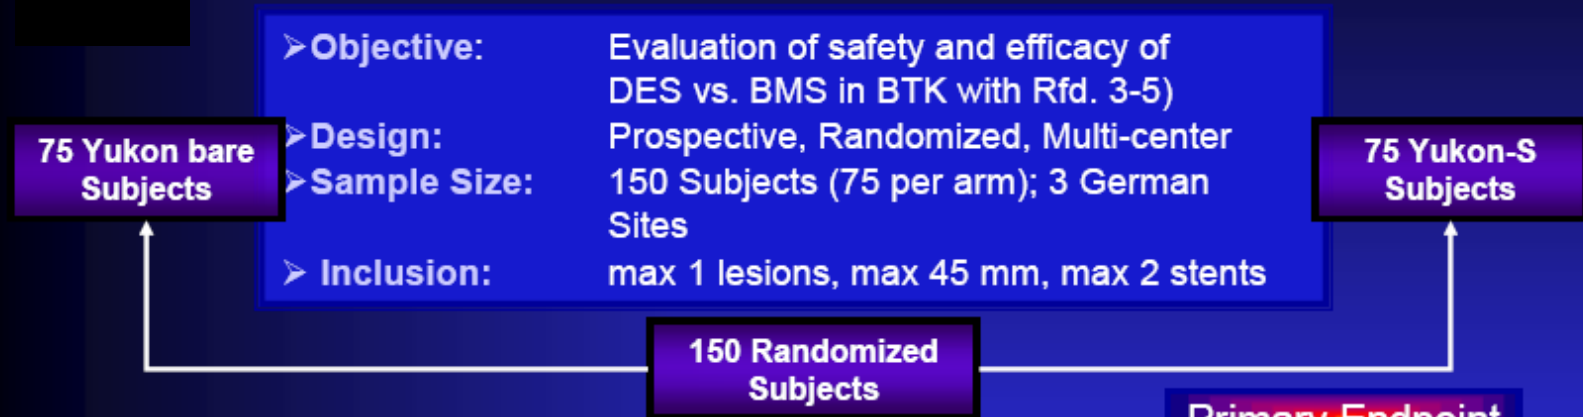 ➢Objective: Evaluation of safety and efficacy of
DES vs. BMS in BTK with Rfd. 3-5)
➢Design: Prospective, Randomized, Multi-center
➢Sample Size: 150 Subjects (75 per arm); 3 German
Sites
➢ Inclusion: max 1 lesions, max 45 mm, max 2 stents
75 Yukon bare
Subjects
75 Yukon-S
Subjects
150 Randomized
Subjects
Primary Endpoint